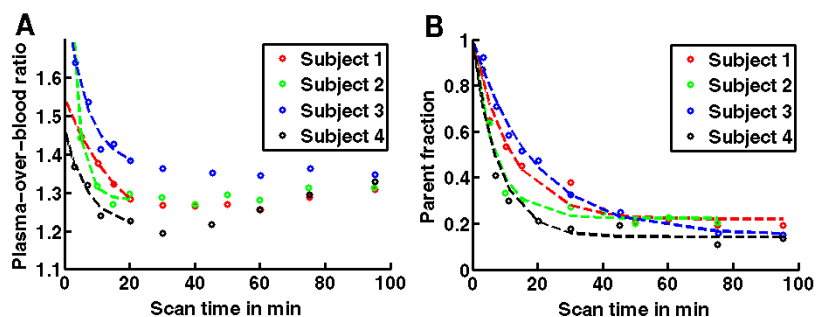 A
Plasma-over-blood ratio
1.6
1.5
1.4
1.3
1.2
1.1
0
20
40
60
80
100
Scan time in min
Subject 1
Subject 2
Subject 3
Subject 4
B
Parent fraction
1
0.8
0.6
0.4
0.2
0
0
20
40
60
80
100
Scan time in min
Subject 1
Subject 2
Subject 3
Subject 4